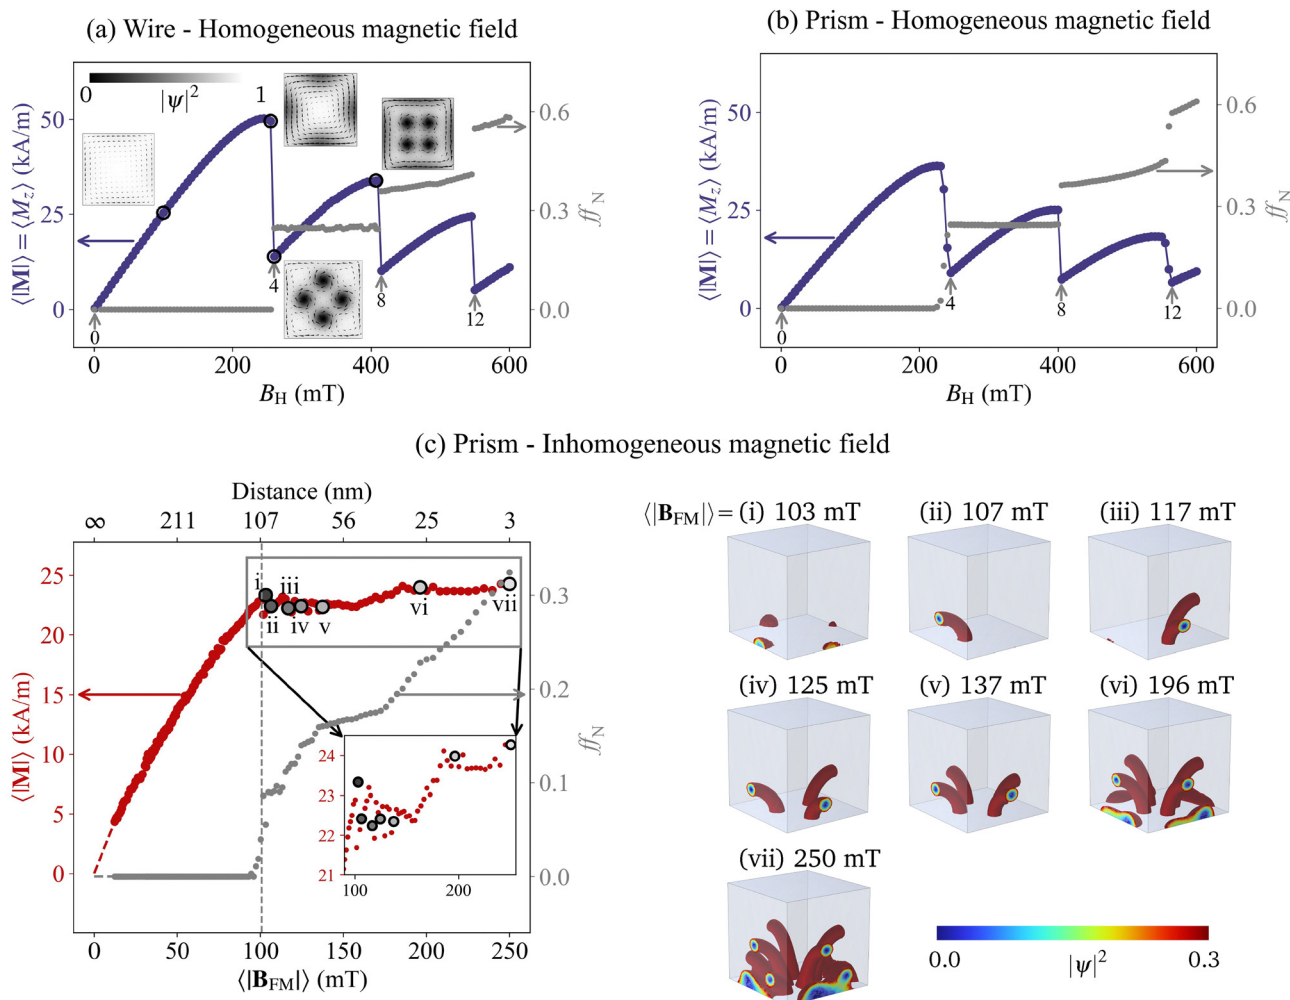 (a) Wire - Homogeneous magnetic field
0 |ψ|² 1
⟨|M|⟩ = ⟨M_z⟩ (kA/m)
50
25
0
0.6
0.3
0.0
ff_N
0
4
8
12
0 200 400 600
B_H (mT)
(b) Prism - Homogeneous magnetic field
⟨|M|⟩ = ⟨M_z⟩ (kA/m)
50
25
0
0.6
0.3
0.0
ff_N
0
4
8
12
0 200 400 600
B_H (mT)
(c) Prism - Inhomogeneous magnetic field
Distance (nm)
∞ 211 107 56 25 3
⟨|M|⟩ (kA/m)
25
20
15
10
5
0
0.3
0.2
0.1
0.0
ff_N
i
ii
iii
iv
v
vi
vii
24
23
22
21
100 200
0 50 100 150 200 250
⟨|B_FM|⟩ (mT)
⟨|B_FM|⟩= (i) 103 mT
(ii) 107 mT
(iii) 117 mT
(iv) 125 mT
(v) 137 mT
(vi) 196 mT
(vii) 250 mT
0.0 |ψ|² 0.3